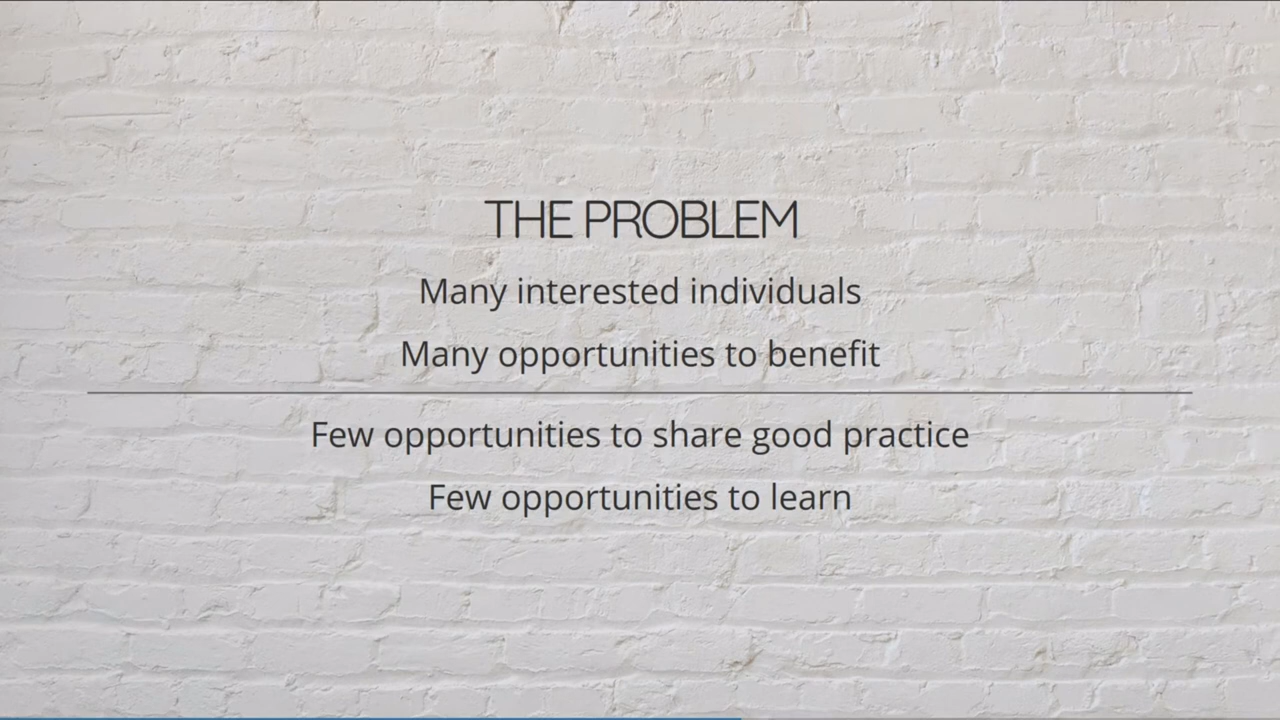 THE PROBLEM
Many interested individuals
Many opportunities to benefit
Few opportunities to share good practice
Few opportunities to learn